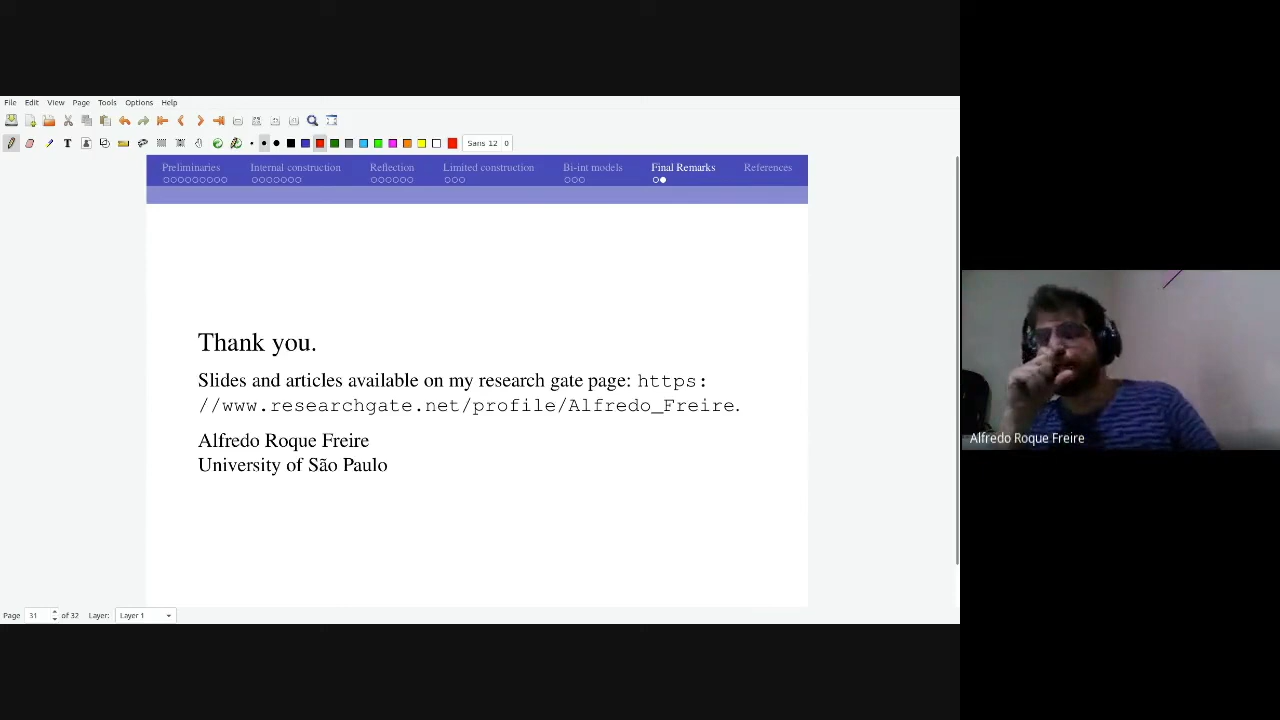 File Edit View Page Tools Options Help
Sans 12 0
Preliminaries Internal construction Reflection Limited construction Bi-int models Final Remarks References
Thank you.
Slides and articles available on my research gate page: https:
//www.researchgate.net/profile/Alfredo_Freire.
Alfredo Roque Freire
University of São Paulo
Alfredo Roque Freire
Page 31 of 32 Layer: Layer 1